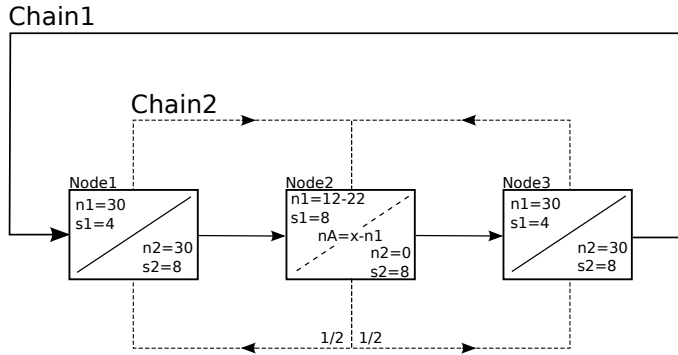 Chain1
Chain2
Node1
n1=30
s1=4
n2=30
s2=8
Node2
n1=12-22
s1=8
nA=x-n1
n2=0
s2=8
Node3
n1=30
s1=4
n2=30
s2=8
1/2 1/2